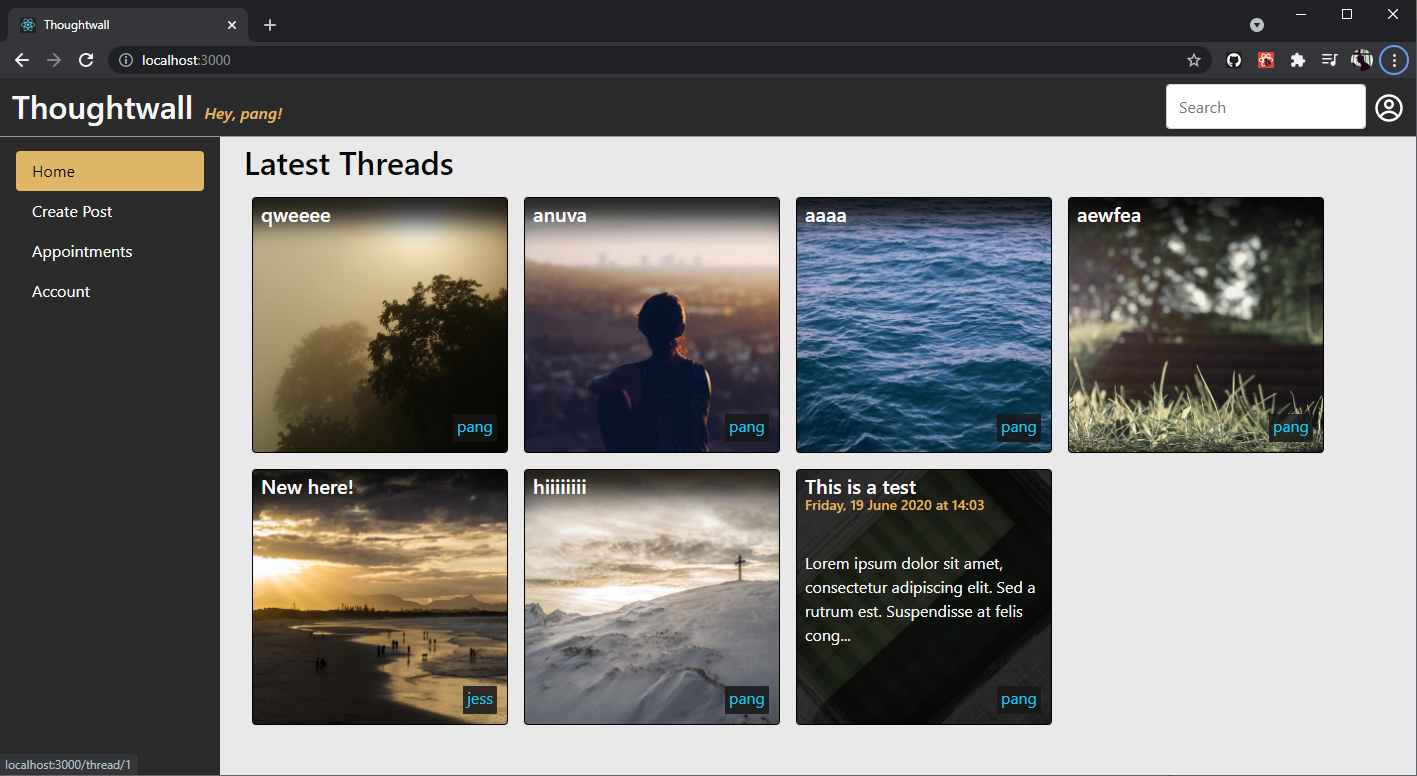 Thoughtwall
localhost:3000
Thoughtwall Hey, pang!
Search
Home
Create Post
Appointments
Account
Latest Threads
qweeee
pang
anuva
pang
aaaa
pang
aewfea
pang
New here!
jess
hiiiiiiii
pang
This is a test
Friday, 19 June 2020 at 14:03
Lorem ipsum dolor sit amet,
consectetur adipiscing elit. Sed a
rutrum est. Suspendisse at felis
cong...
pang
localhost:3000/thread/1